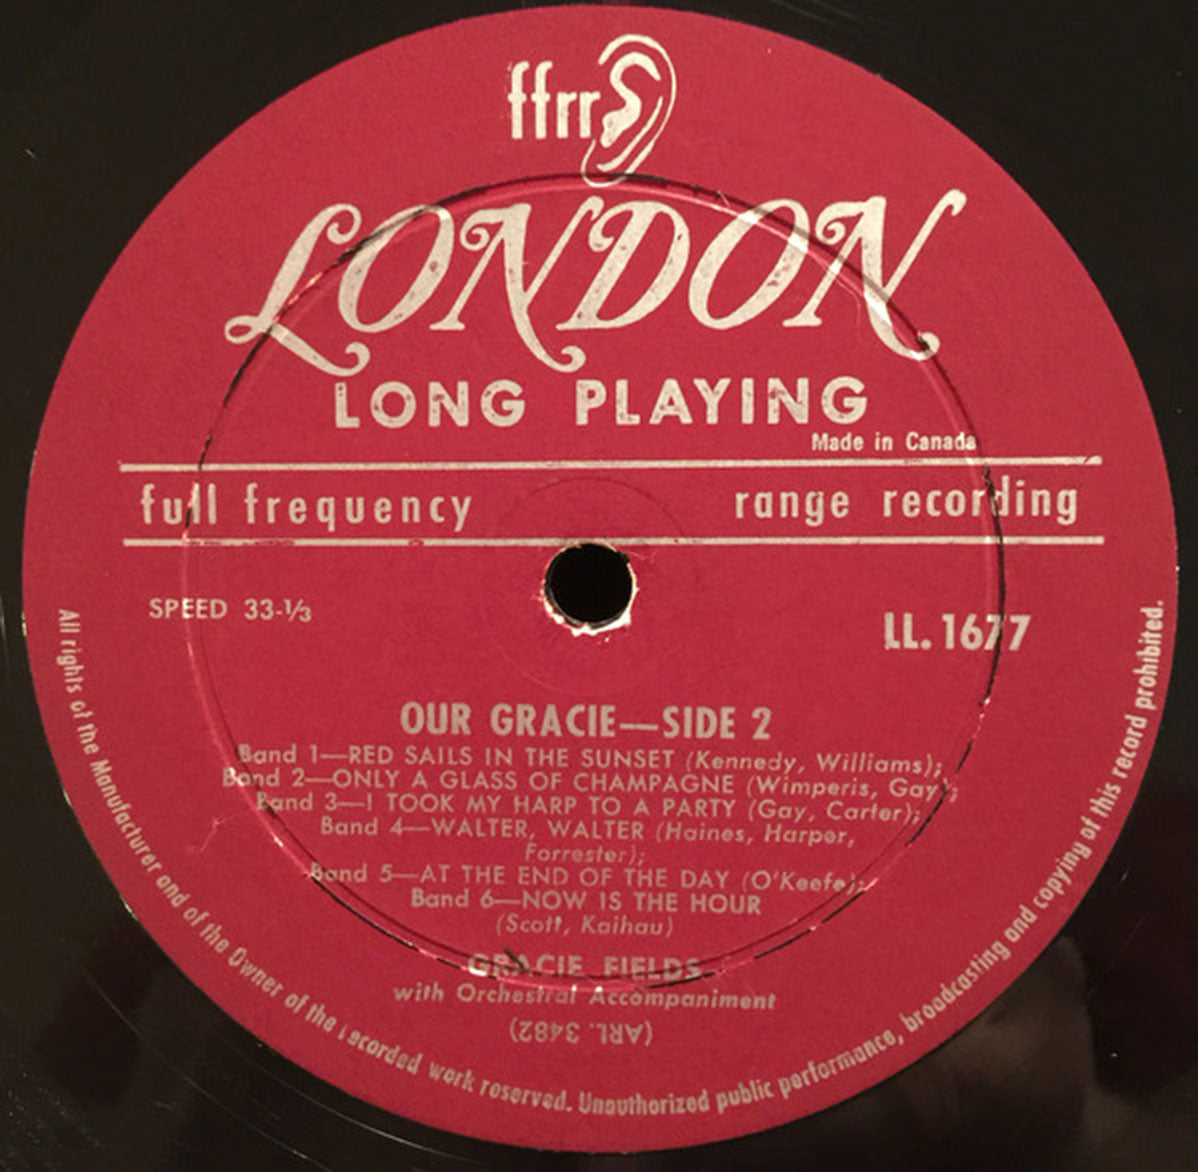 ffrr
LONDON
LONG PLAYING
Made in Canada
full frequency range recording
SPEED 33-1/3
LL. 1677
OUR GRACIE—SIDE 2
Band 1—RED SAILS IN THE SUNSET (Kennedy, Williams);
Band 2—ONLY A GLASS OF CHAMPAGNE (Wimperis, Gay);
Band 3—I TOOK MY HARP TO A PARTY (Gay, Carter);
Band 4—WALTER, WALTER (Haines, Harper,
Forrester);
Band 5—AT THE END OF THE DAY (O'Keefe);
Band 6—NOW IS THE HOUR
(Scott, Kaihau)
GRACIE FIELDS
with Orchestral Accompaniment
(ARL. 3482)
All rights of the Manufacturer and of the Owner of the recorded work reserved. Unauthorized public performance, broadcasting and copying of this record prohibited.